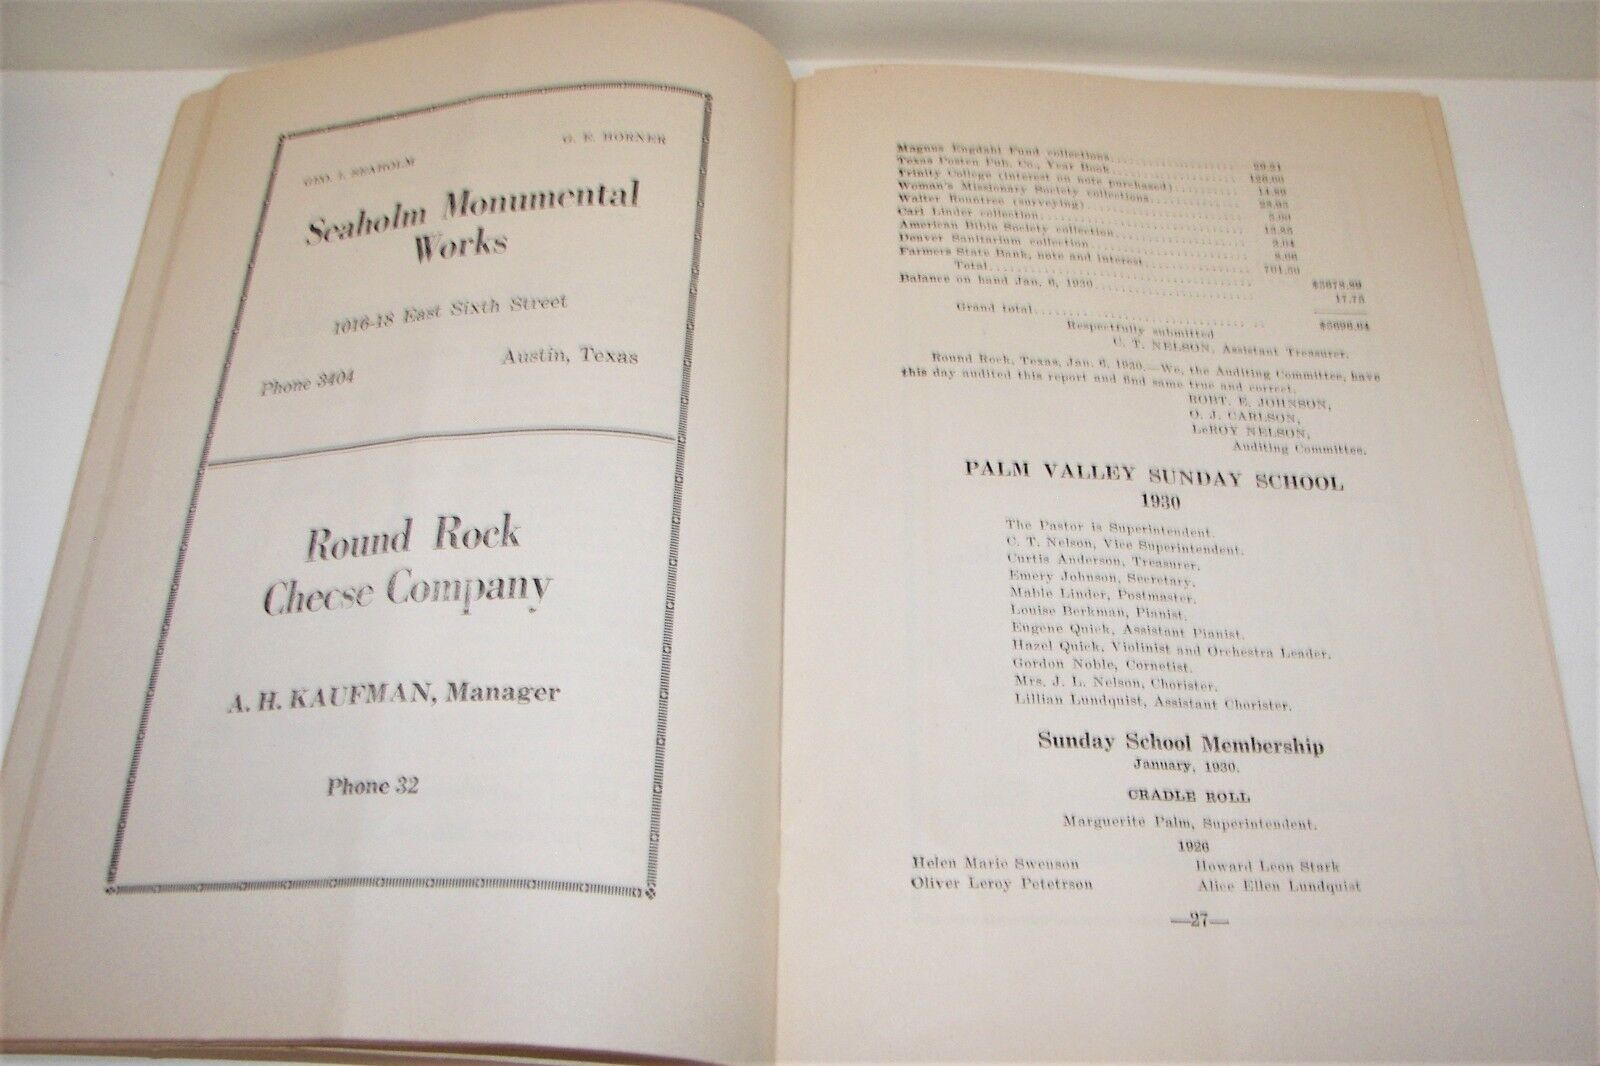 GEO. J. SEAHOLM
G. E. HORNER
Seaholm Monumental
Works
1016-18 East Sixth Street
Austin, Texas
Phone 3404
Round Rock
Cheese Company
A. H. KAUFMAN, Manager
Phone 32
Magnus Engdahl Fund collections
Texas Posten Pub. Co., Year Book
Trinity College (interest on note purchased)
Woman's Missionary Society collections
Walter Rountree (surveying)
Carl Linder collection
American Bible Society collection
Denver Sanitarium collection
Farmers State Bank, note and interest
Total
Balance on hand Jan. 6, 1930
17.75
Grand total
Respectfully submitted
C. T. NELSON, Assistant Treasurer.
Round Rock, Texas, Jan. 6, 1930.—We, the Auditing Committee, have
this day audited this report and find same true and correct.
ROBT. E. JOHNSON,
O. J. CARLSON,
LeROY NELSON,
Auditing Committee.
PALM VALLEY SUNDAY SCHOOL
1930
The Pastor is Superintendent.
C. T. Nelson, Vice Superintendent.
Curtis Anderson, Treasurer.
Emery Johnson, Secretary.
Mable Linder, Postmaster.
Louise Berkman, Pianist.
Eugene Quick, Assistant Pianist.
Hazel Quick, Violinist and Orchestra Leader.
Gordon Noble, Cornetist.
Mrs. J. L. Nelson, Chorister.
Lillian Lundquist, Assistant Chorister.
Sunday School Membership
January, 1930.
CRADLE ROLL
Marguerite Palm, Superintendent.
1926
Helen Marie Swenson Howard Leon Stark
Oliver Leroy Petetrson Alice Ellen Lundquist
—27—